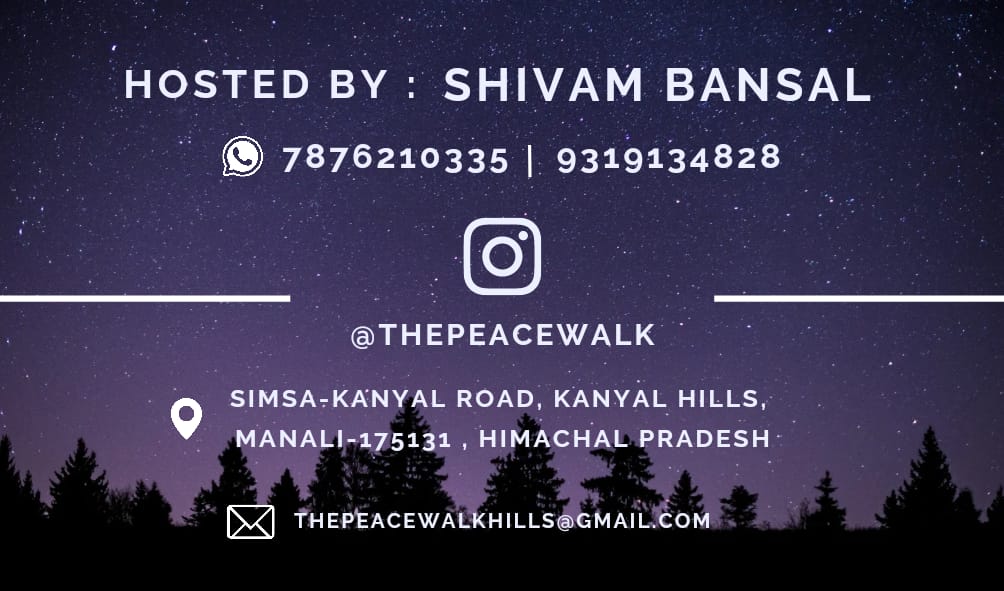 HOSTED BY : SHIVAM BANSAL
7876210335 | 9319134828
@THEPEACEWALK
SIMSA-KANYAL ROAD, KANYAL HILLS,
MANALI-175131 , HIMACHAL PRADESH
THEPEACEWALKHILLS@GMAIL.COM